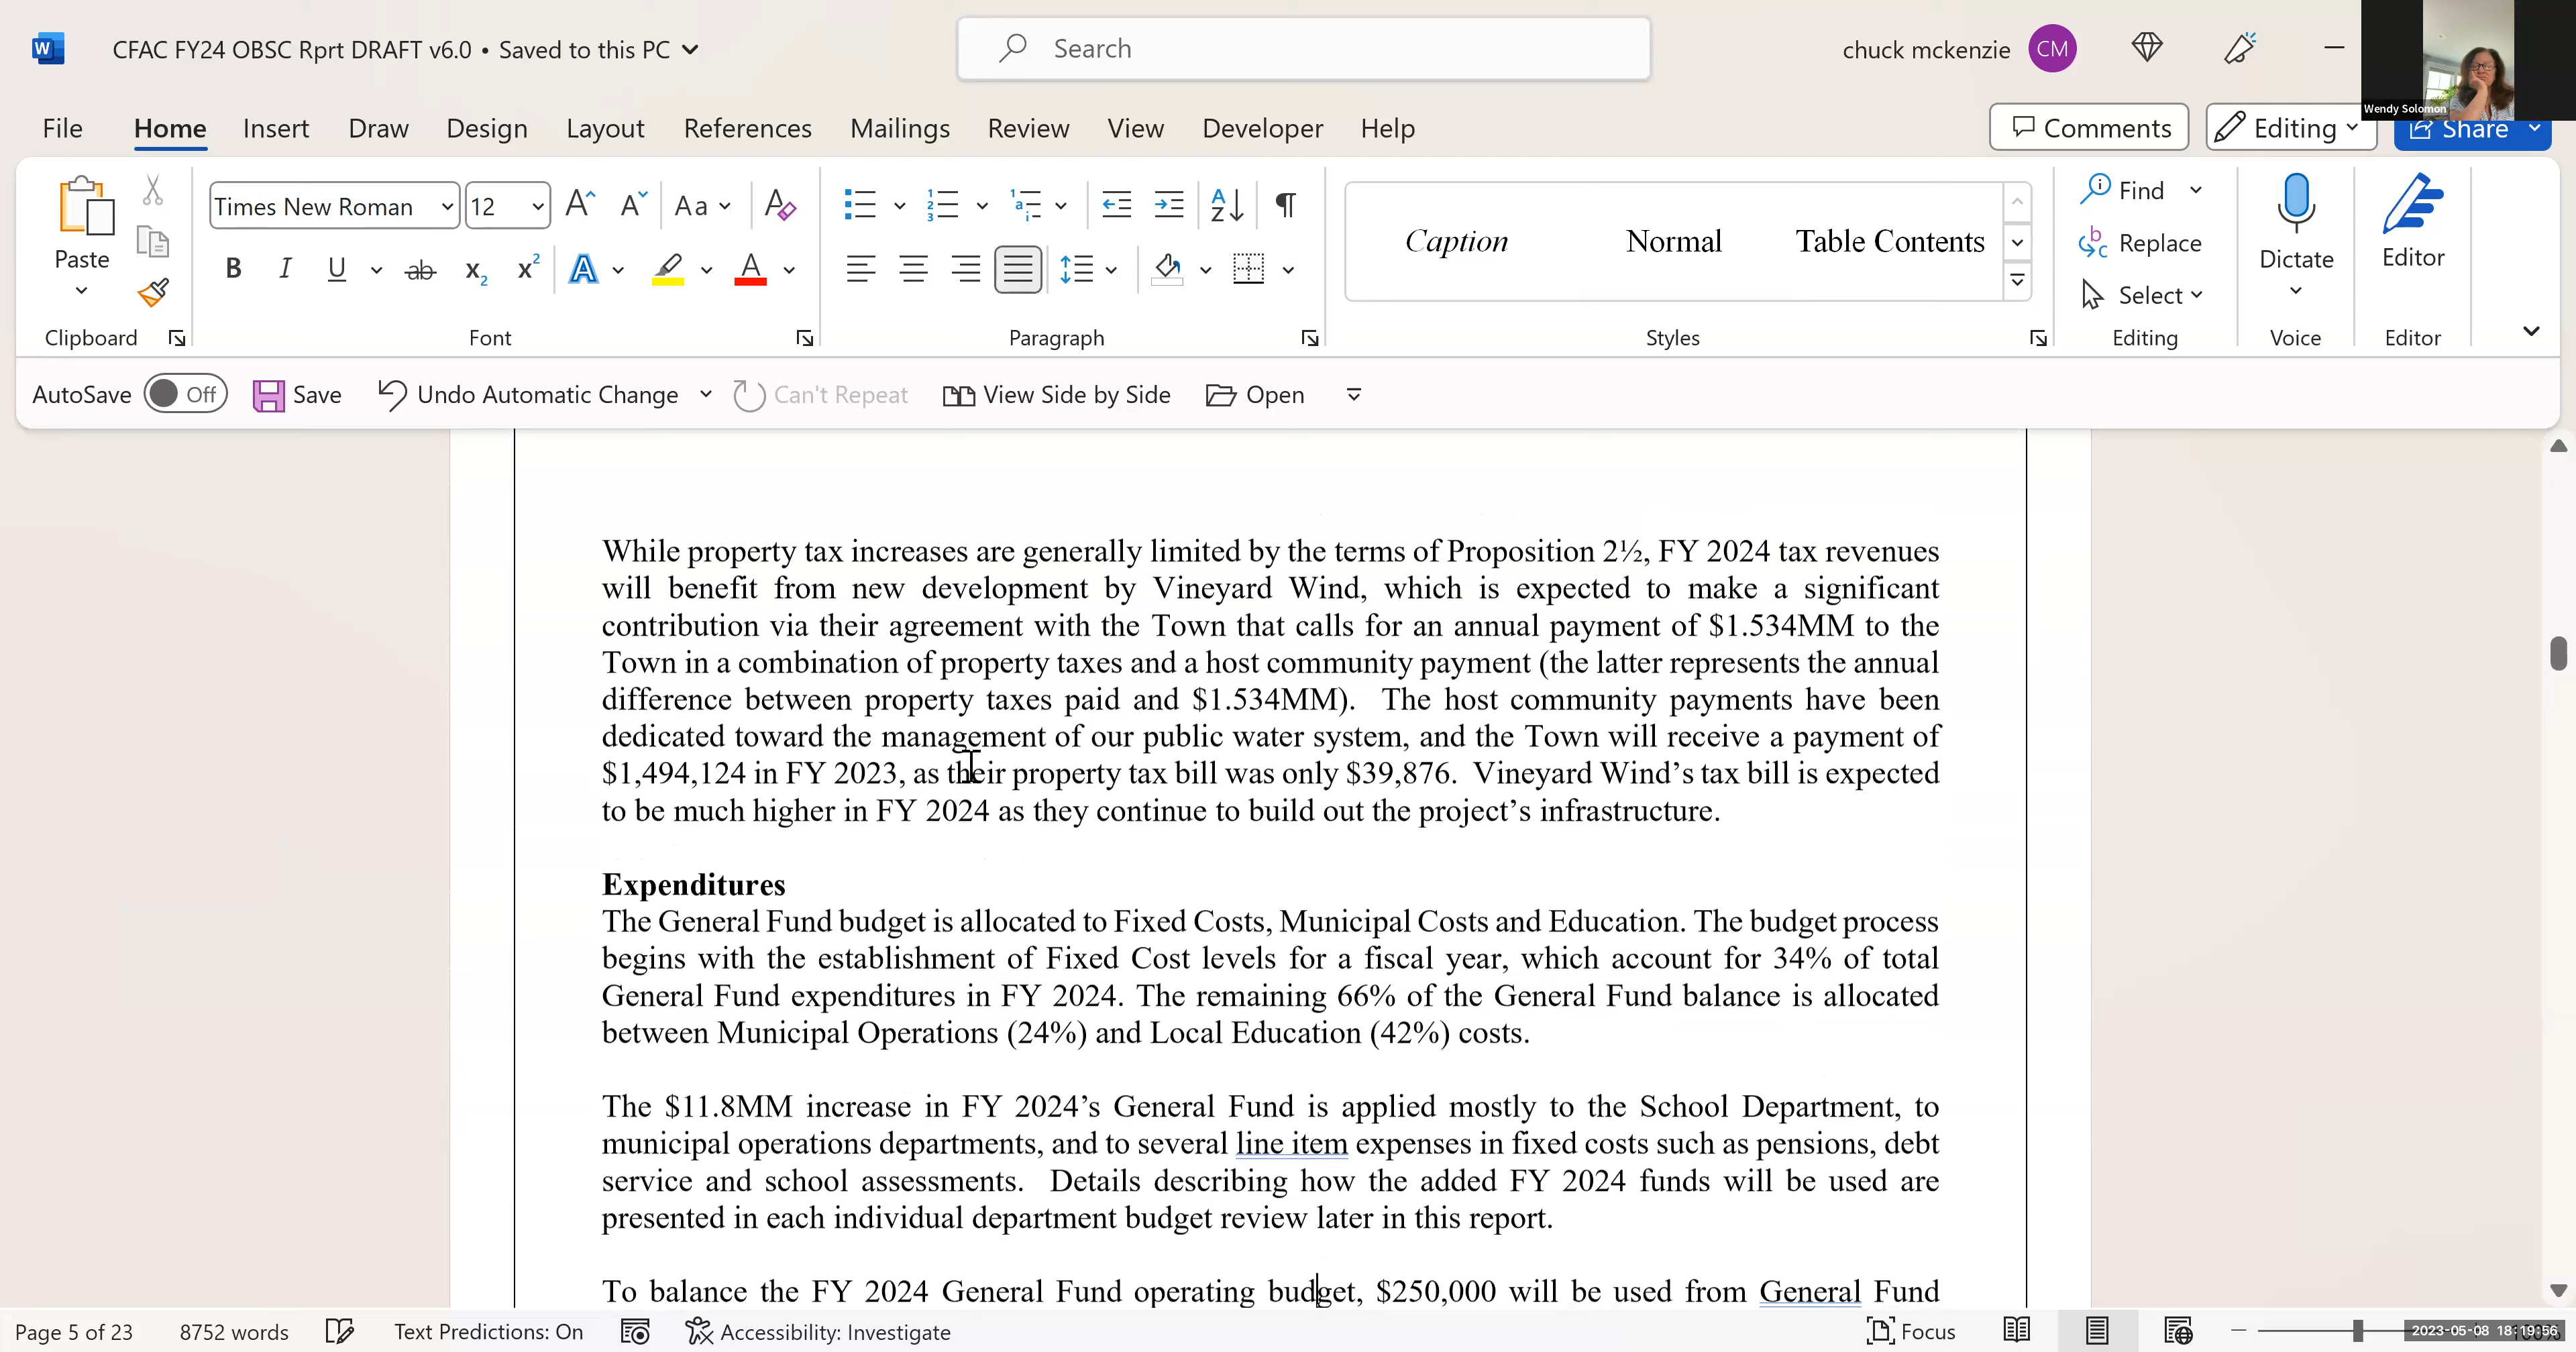 CFAC FY24 OBSC Rprt DRAFT v6.0 • Saved to this PC
Search
chuck mckenzie CM
Wendy Solomon
File Home Insert Draw Design Layout References Mailings Review View Developer Help
Comments Editing Share
Paste
Times New Roman 12
Caption Normal Table Contents
Find
Replace
Select
Dictate
Editor
Clipboard Font Paragraph Styles Editing Voice Editor
AutoSave Off Save Undo Automatic Change Can't Repeat View Side by Side Open
While property tax increases are generally limited by the terms of Proposition 2½, FY 2024 tax revenues
will benefit from new development by Vineyard Wind, which is expected to make a significant
contribution via their agreement with the Town that calls for an annual payment of $1.534MM to the
Town in a combination of property taxes and a host community payment (the latter represents the annual
difference between property taxes paid and $1.534MM). The host community payments have been
dedicated toward the management of our public water system, and the Town will receive a payment of
$1,494,124 in FY 2023, as their property tax bill was only $39,876. Vineyard Wind’s tax bill is expected
to be much higher in FY 2024 as they continue to build out the project’s infrastructure.
Expenditures
The General Fund budget is allocated to Fixed Costs, Municipal Costs and Education. The budget process
begins with the establishment of Fixed Cost levels for a fiscal year, which account for 34% of total
General Fund expenditures in FY 2024. The remaining 66% of the General Fund balance is allocated
between Municipal Operations (24%) and Local Education (42%) costs.
The $11.8MM increase in FY 2024’s General Fund is applied mostly to the School Department, to
municipal operations departments, and to several line item expenses in fixed costs such as pensions, debt
service and school assessments. Details describing how the added FY 2024 funds will be used are
presented in each individual department budget review later in this report.
To balance the FY 2024 General Fund operating budget, $250,000 will be used from General Fund
Page 5 of 23 8752 words Text Predictions: On Accessibility: Investigate Focus
2023-05-08 18:19:56